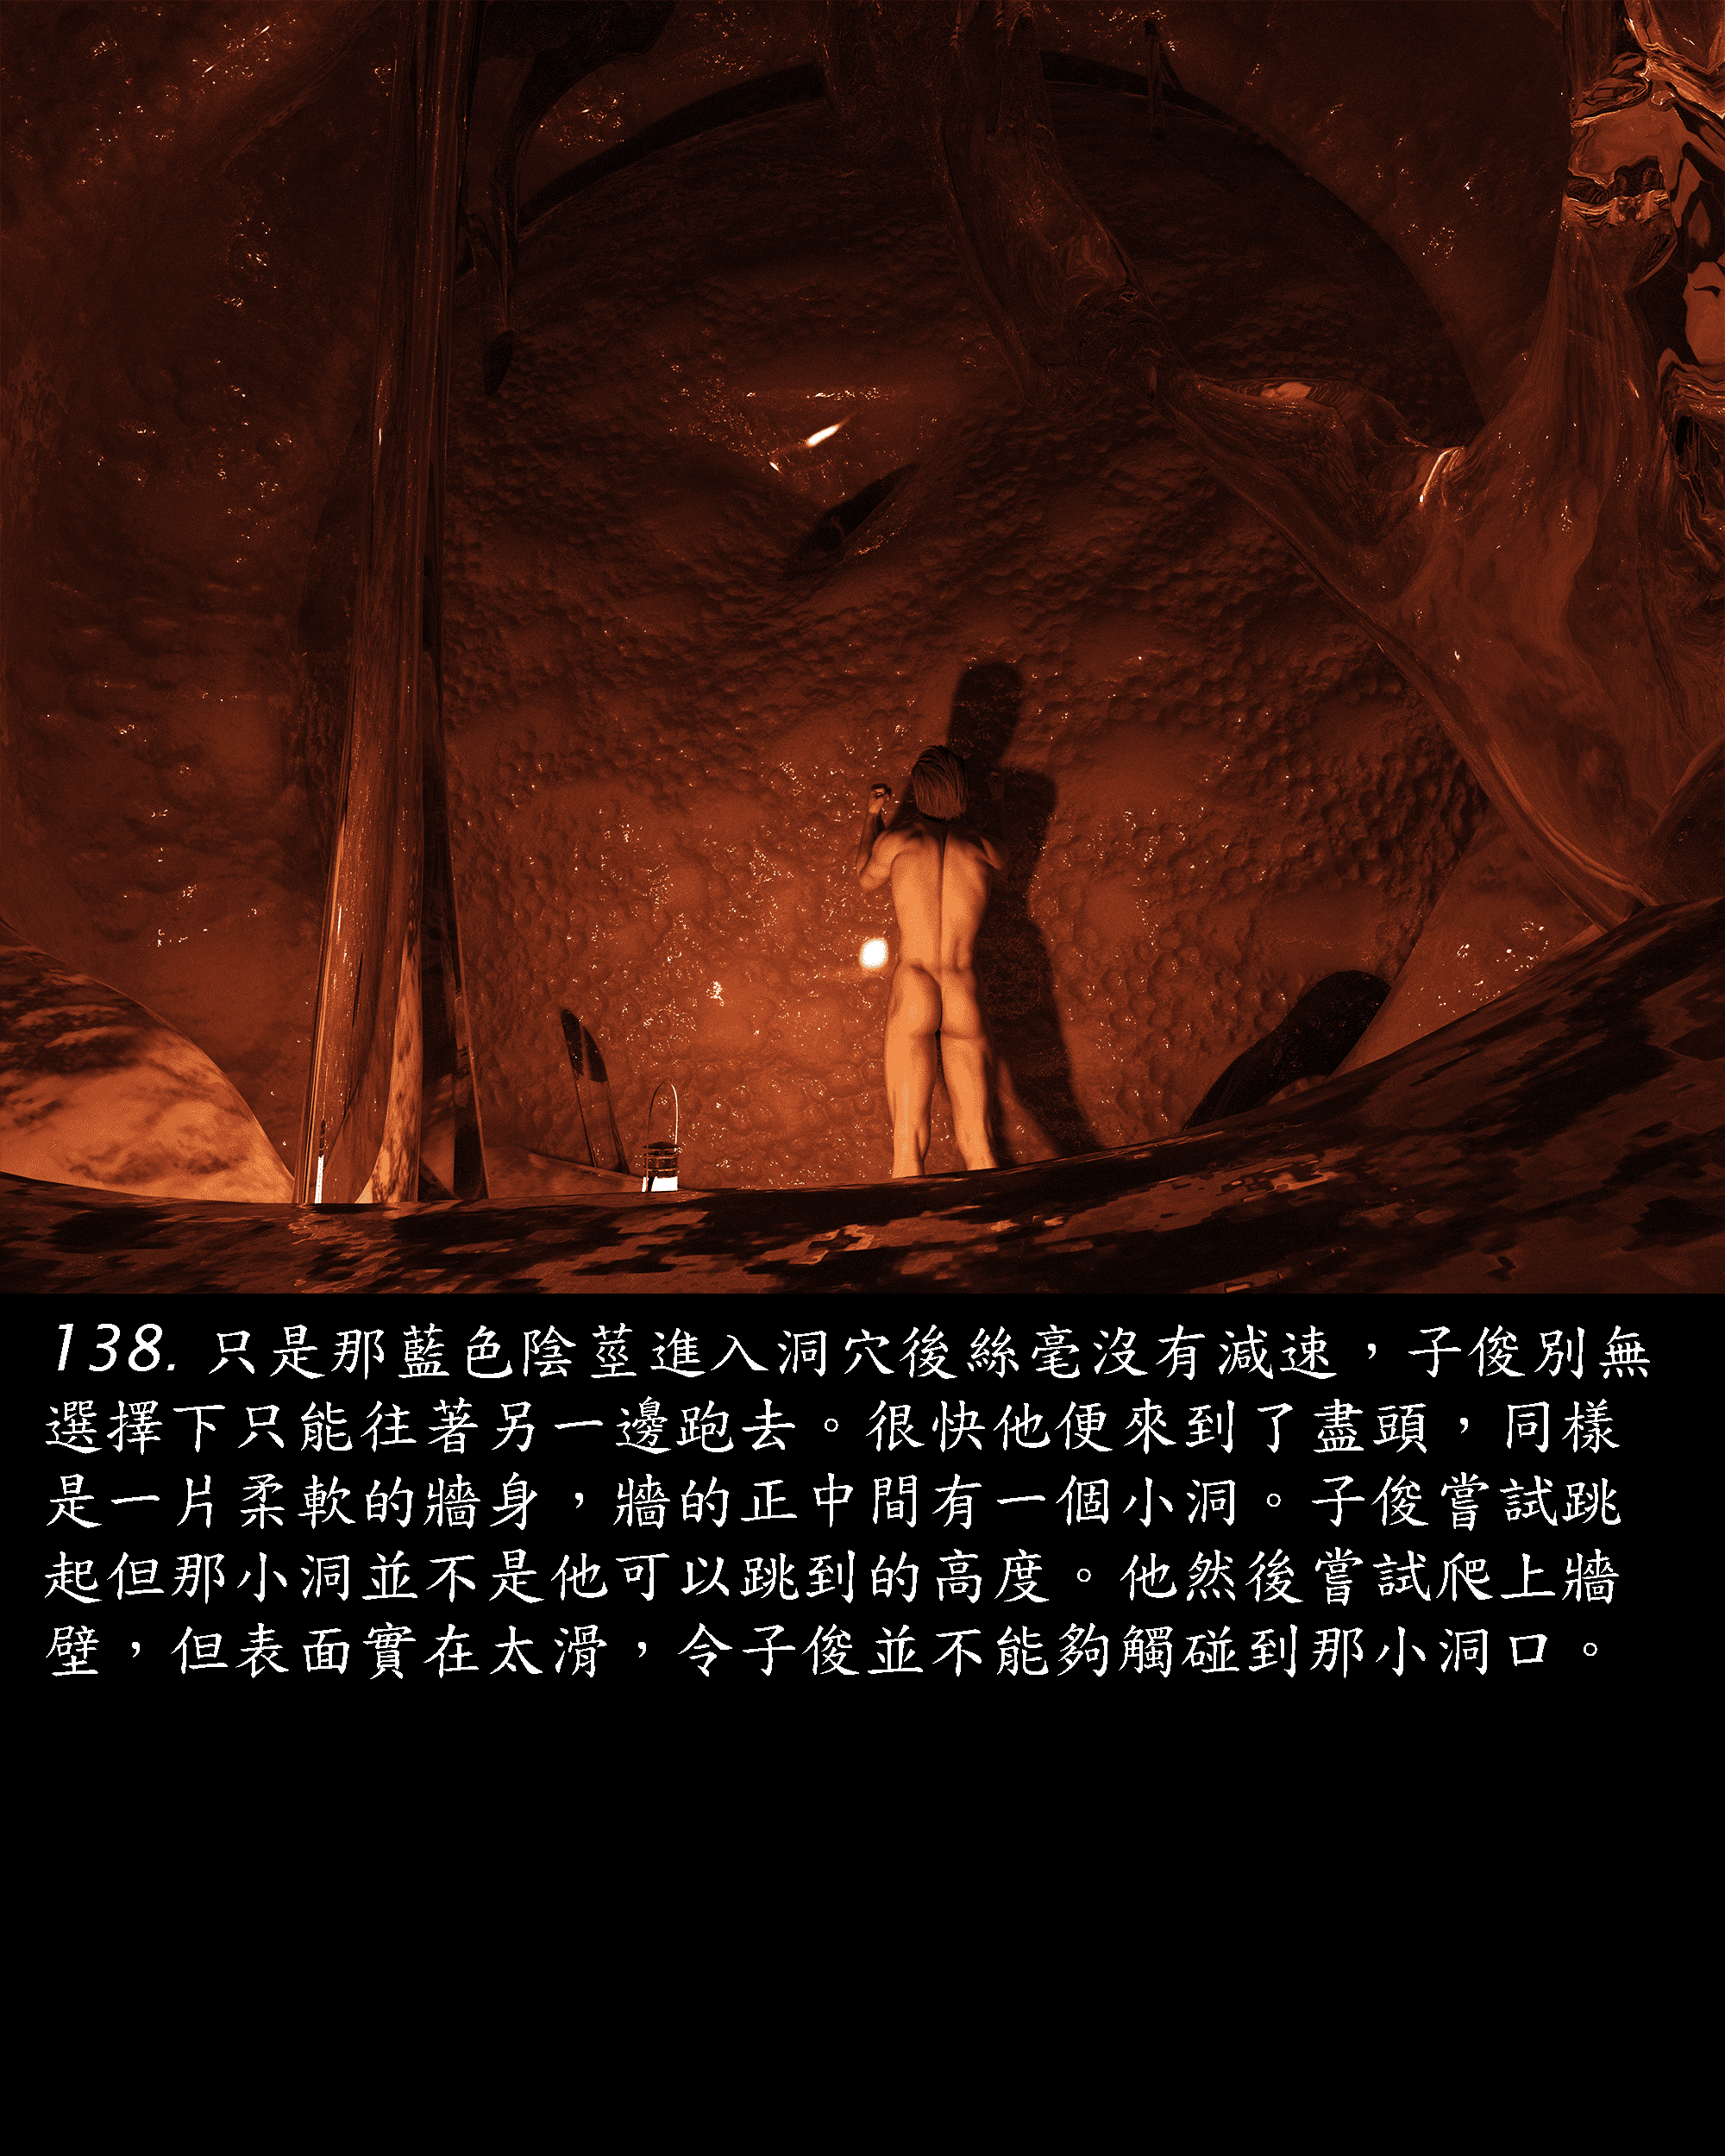 138. 只是那藍色陰莖進入洞穴後絲毫沒有減速，子俊別無
選擇下只能往著另一邊跑去。很快他便來到了盡頭，同樣
是一片柔軟的牆身，牆的正中間有一個小洞。子俊嘗試跳
起但那小洞並不是他可以跳到的高度。他然後嘗試爬上牆
壁，但表面實在太滑，令子俊並不能夠觸碰到那小洞口。